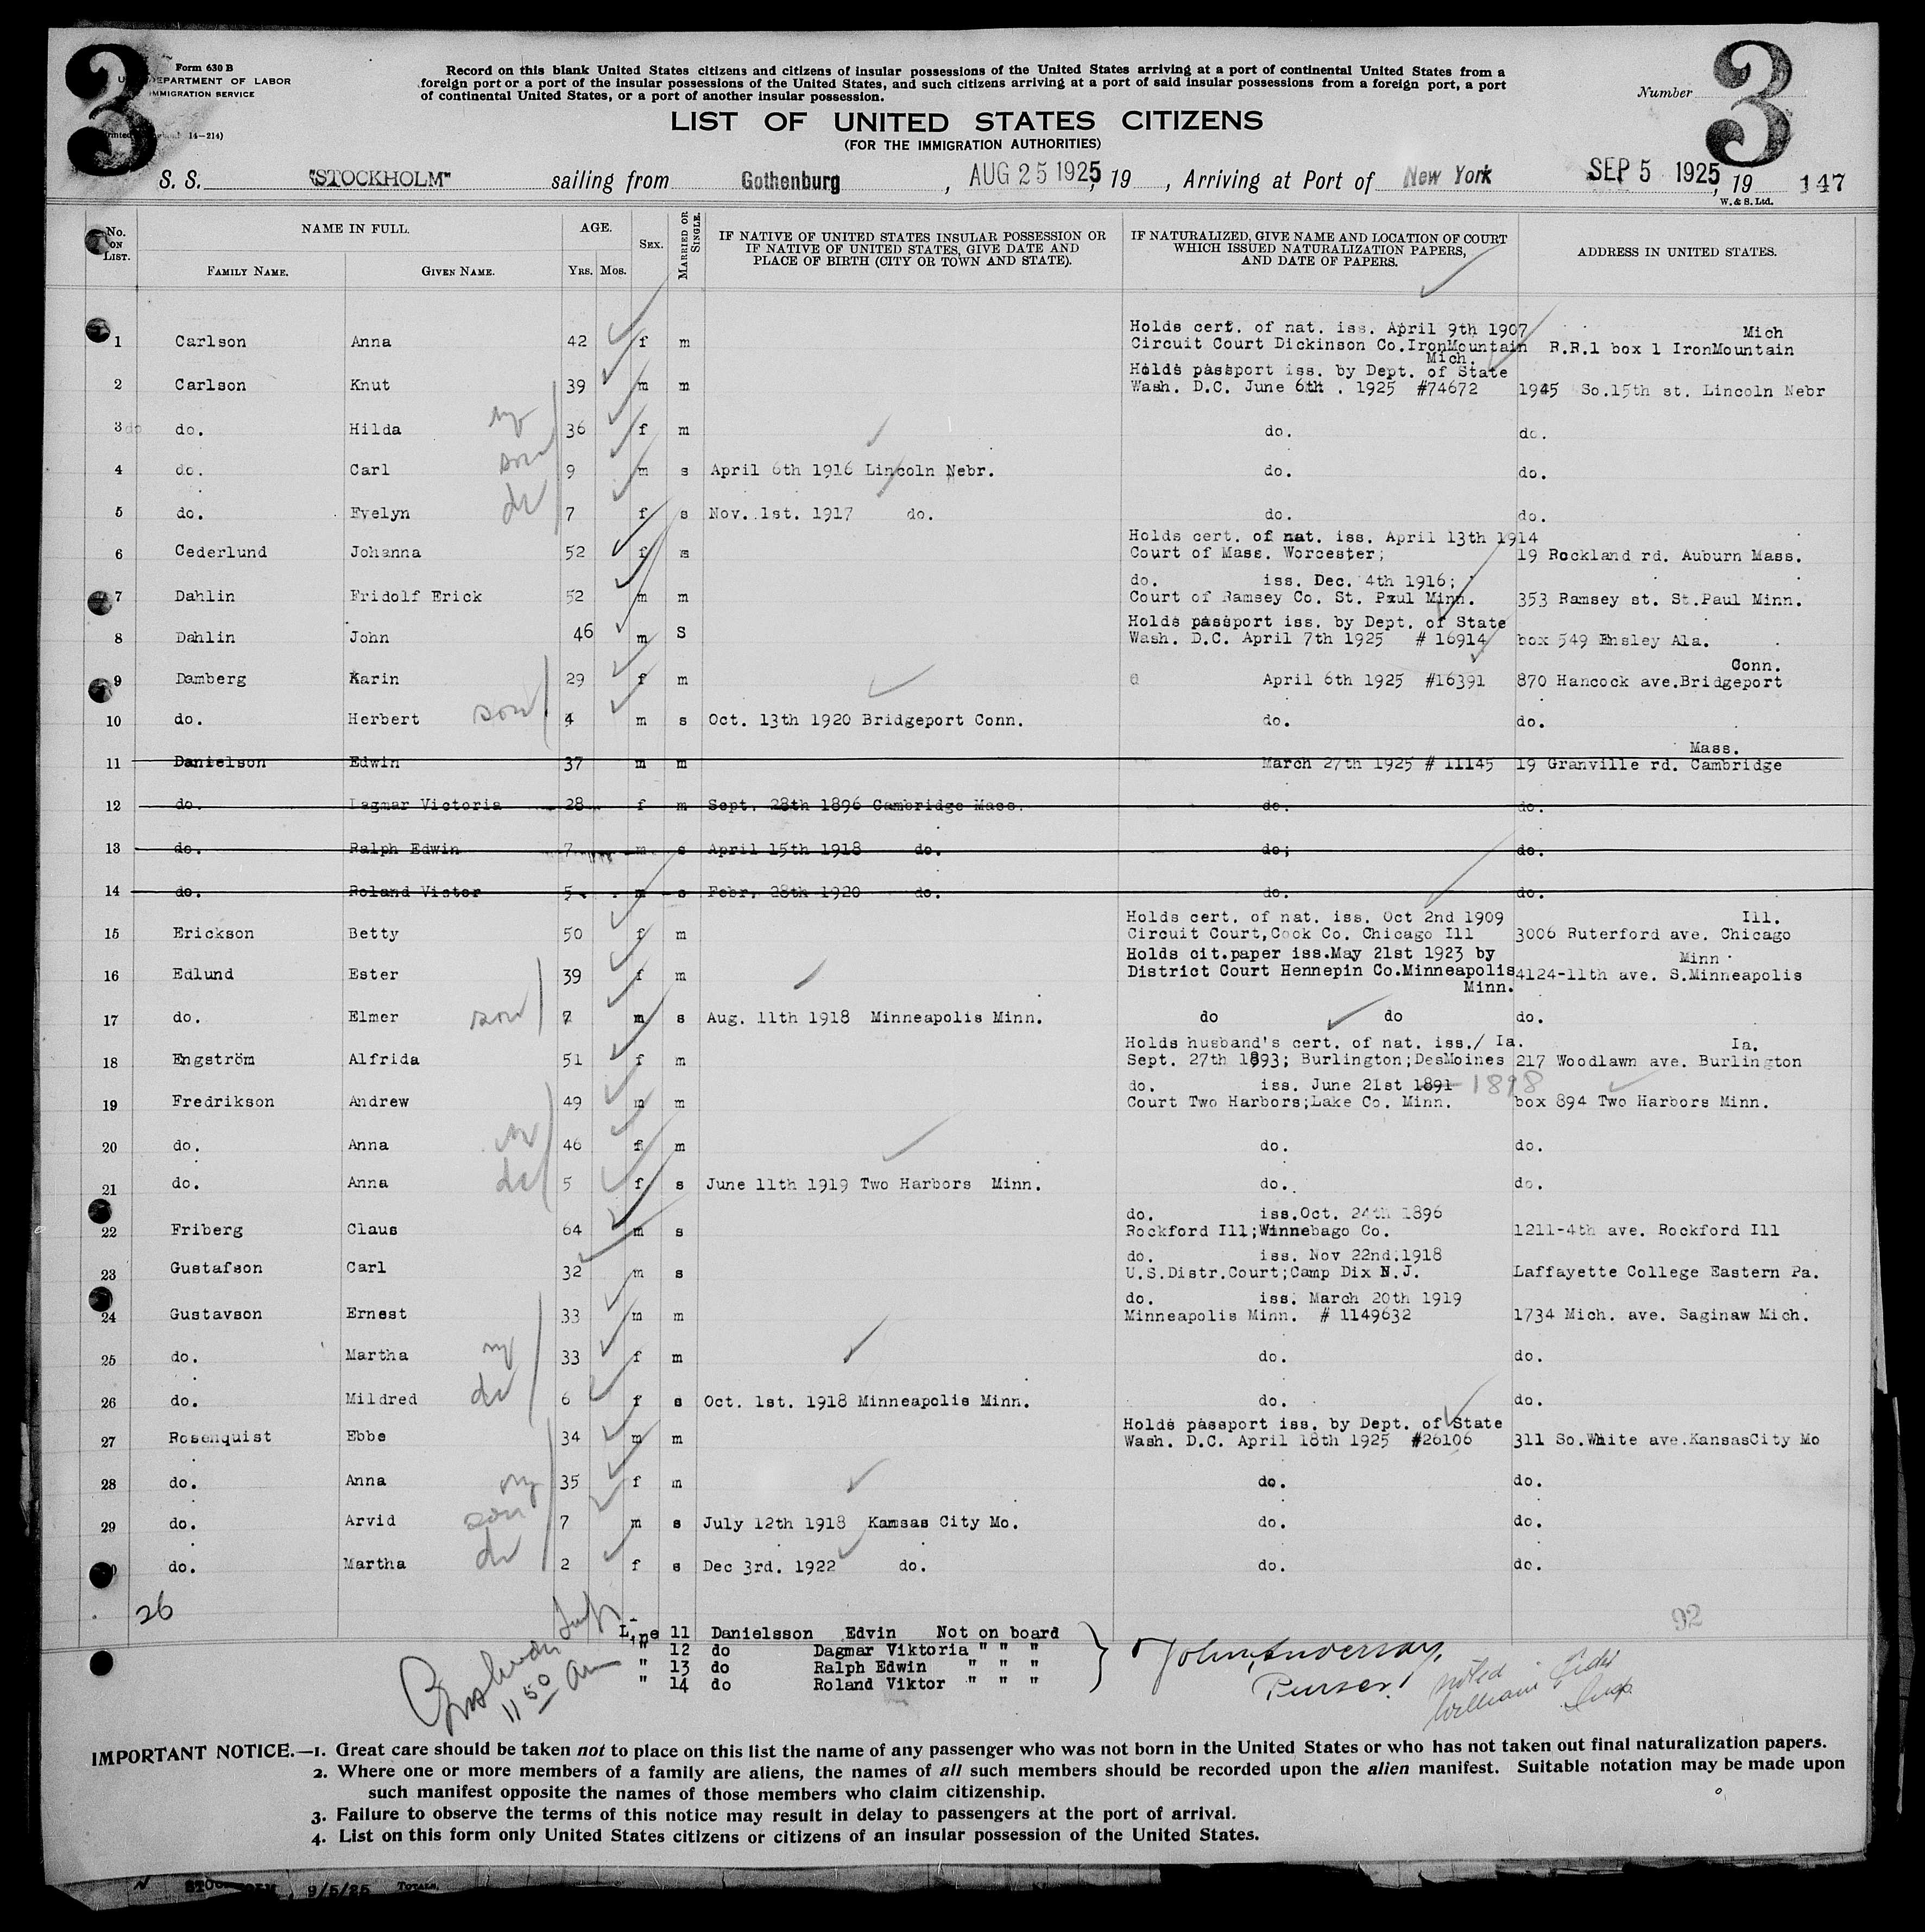 3
Form 630 B
DEPARTMENT OF LABOR
IMMIGRATION SERVICE
14-214)
Record on this blank United States citizens and citizens of insular possessions of the United States arriving at a port of continental United States from a
foreign port or a port of the insular possessions of the United States, and such citizens arriving at a port of said insular possessions from a foreign port, a port
of continental United States, or a port of another insular possession.
Number
3
LIST OF UNITED STATES CITIZENS
(FOR THE IMMIGRATION AUTHORITIES)
S. S. "STOCKHOLM" sailing from Gothenburg, AUG 25 1925, 19 , Arriving at Port of New York SEP 5 1925, 19 147
W. & S. Ltd.
No. ON LIST. NAME IN FULL. FAMILY NAME. GIVEN NAME. AGE. YRS. MOS. SEX. MARRIED OR SINGLE. IF NATIVE OF UNITED STATES INSULAR POSSESSION OR IF NATIVE OF UNITED STATES, GIVE DATE AND PLACE OF BIRTH (CITY OR TOWN AND STATE). IF NATURALIZED, GIVE NAME AND LOCATION OF COURT WHICH ISSUED NATURALIZATION PAPERS, AND DATE OF PAPERS. ADDRESS IN UNITED STATES.
Holds cert. of nat. iss. April 9th 1907 Mich
1 Carlson Anna 42 f m Circuit Court Dickinson Co.IronMountain R.R.1 box 1 IronMountain
Mich.
Holds passport iss. by Dept. of State
2 Carlson Knut 39 m m Wash. D.C. June 6th . 1925 #74672 1945 So.15th st. Lincoln Nebr
3 do do. Hilda 36 f m do. do.
4 do. Carl son 9 m s April 6th 1916 Lincoln Nebr. do. do.
5 do. Evelyn 7 f s Nov. 1st. 1917 do. do. do.
Holds cert. of nat. iss. April 13th 1914
6 Cederlund Johanna 52 f m Court of Mass. Worcester; 19 Rockland rd. Auburn Mass.
do. iss. Dec. 4th 1916;
7 Dahlin Fridolf Erick 52 m m Court of Ramsey Co. St. Paul Minn. 353 Ramsey st. St.Paul Minn.
Holds passport iss. by Dept. of State
8 Dahlin John 46 m S Wash. D.C. April 7th 1925 # 16914 box 549 Ensley Ala.
Conn.
9 Damberg Karin 29 f m April 6th 1925 #16391 870 Hancock ave.Bridgeport
10 do. Herbert son 4 m s Oct. 13th 1920 Bridgeport Conn. do. do.
Mass.
11 Danielson Edwin 37 m m March 27th 1925 # 11145 19 Granville rd. Cambridge
12 do. Dagmar Victoria 28 f m Sept. 28th 1896 Cambridge Mass. do. do.
13 do. Ralph Edwin 7 m s April 15th 1918 do. do; do.
14 do. Roland Victor 5 m s Febr. 28th 1920 do. do. do.
Holds cert. of nat. iss. Oct 2nd 1909 Ill.
15 Erickson Betty 50 f m Circuit Court,Cook Co. Chicago Ill 3006 Ruterford ave. Chicago
Holds cit.paper iss.May 21st 1923 by Minn
16 Edlund Ester 39 f m District Court Hennepin Co.Minneapolis 4124-11th ave. S.Minneapolis
Minn.
17 do. Elmer son 7 m s Aug. 11th 1918 Minneapolis Minn. do do do.
Holds husband's cert. of nat. iss./ Ia. Ia.
18 Engström Alfrida 51 f m Sept. 27th 1893; Burlington;DesMoines 217 Woodlawn ave. Burlington
do. iss. June 21st 1891 1898
19 Fredrikson Andrew 49 m m Court Two Harbors;Lake Co. Minn. box 894 Two Harbors Minn.
20 do. Anna 46 f m do. do.
21 do. Anna 5 f s June 11th 1919 Two Harbors Minn. do. do.
do. iss.Oct. 24th 1896
22 Friberg Claus 64 m s Rockford Ill;Winnebago Co. 1211-4th ave. Rockford Ill
do. iss. Nov 22nd.1918
23 Gustafson Carl 32 m s U.S.Distr.Court;Camp Dix N.J. Laffayette College Eastern Pa.
do. iss. March 20th 1919
24 Gustavson Ernest 33 m m Minneapolis Minn. # 1149632 1734 Mich. ave. Saginaw Mich.
25 do. Martha 33 f m do. do.
26 do. Mildred 6 f s Oct. 1st. 1918 Minneapolis Minn. do. do.
Holds passport iss. by Dept. of State
27 Rosenquist Ebbe 34 m m Wash. D.C. April 18th 1925 #26106 311 So.White ave.KansasCity Mo
28 do. Anna 35 f m do. do.
29 do. Arvid son 7 m s July 12th 1918 Kansas City Mo. do. do.
do. Martha 2 f s Dec 3rd. 1922 do. do. do.
26
92
Line 11 Danielsson Edvin Not on board
" 12 do Dagmar Viktoria " " "
" 13 do Ralph Edwin " " "
" 14 do Roland Viktor " " "
11 50 am
John Anderson,
Purser
noted
William
Insp.
IMPORTANT NOTICE.—1. Great care should be taken not to place on this list the name of any passenger who was not born in the United States or who has not taken out final naturalization papers.
2. Where one or more members of a family are aliens, the names of all such members should be recorded upon the alien manifest. Suitable notation may be made upon
such manifest opposite the names of those members who claim citizenship.
3. Failure to observe the terms of this notice may result in delay to passengers at the port of arrival.
4. List on this form only United States citizens or citizens of an insular possession of the United States.
9/5/25 TOTALS,